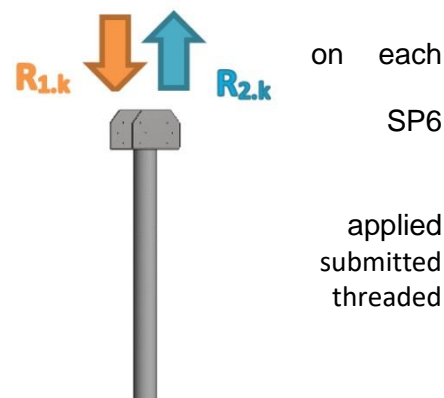 on each
R1.k
R2.k
SP6
applied
submitted
threaded